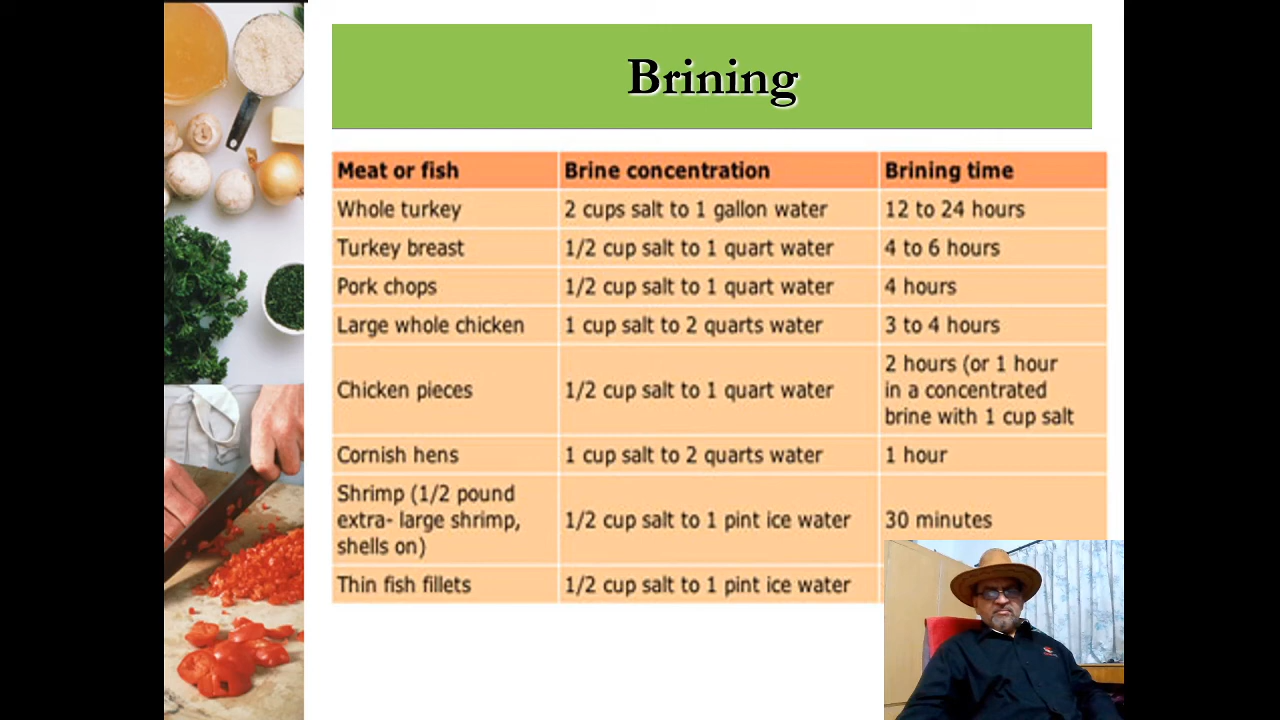 Brining
Meat or fish Brine concentration Brining time
Whole turkey 2 cups salt to 1 gallon water 12 to 24 hours
Turkey breast 1/2 cup salt to 1 quart water 4 to 6 hours
Pork chops 1/2 cup salt to 1 quart water 4 hours
Large whole chicken 1 cup salt to 2 quarts water 3 to 4 hours
Chicken pieces 1/2 cup salt to 1 quart water 2 hours (or 1 hour
in a concentrated
brine with 1 cup salt
Cornish hens 1 cup salt to 2 quarts water 1 hour
Shrimp (1/2 pound
extra- large shrimp,
shells on) 1/2 cup salt to 1 pint ice water 30 minutes
Thin fish fillets 1/2 cup salt to 1 pint ice water